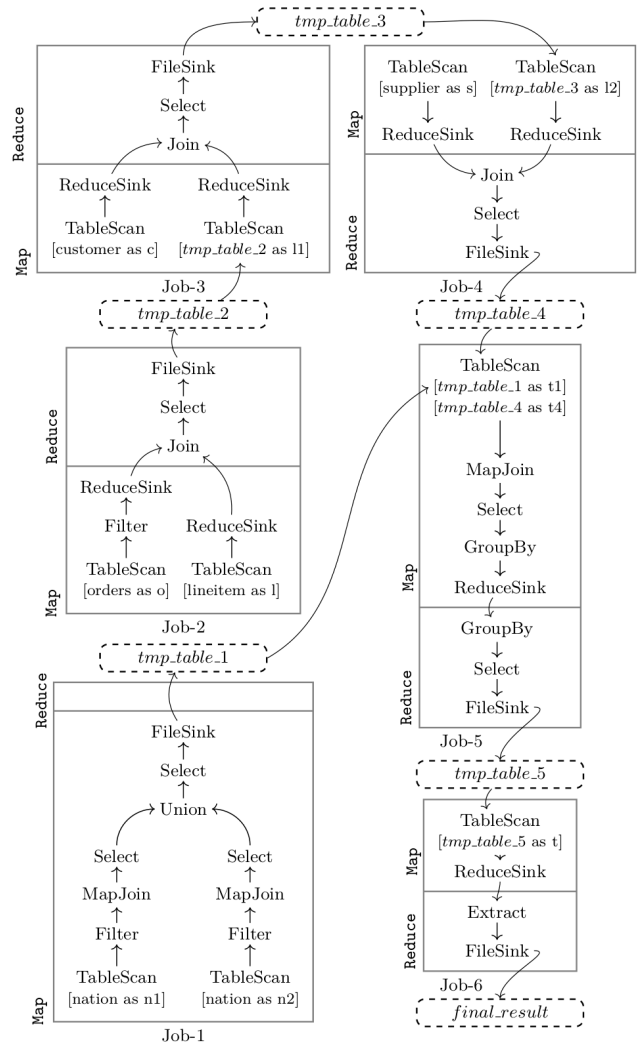 tmp_table_3
FileSink
Select
Join
Reduce
ReduceSink ReduceSink
TableScan TableScan
[customer as c] [tmp_table_2 as l1]
Map
Job-3
tmp_table_2
FileSink
Select
Join
Reduce
ReduceSink
Filter ReduceSink
TableScan TableScan
[orders as o] [lineitem as l]
Map
Job-2
tmp_table_1
Reduce
FileSink
Select
Union
Select Select
MapJoin MapJoin
Filter Filter
TableScan TableScan
[nation as n1] [nation as n2]
Map
Job-1
TableScan TableScan
[supplier as s] [tmp_table_3 as l2]
Map
ReduceSink ReduceSink
Join
Select
Reduce
FileSink
Job-4
tmp_table_4
TableScan
[tmp_table_1 as t1]
[tmp_table_4 as t4]
MapJoin
Select
GroupBy
Map
ReduceSink
GroupBy
Select
Reduce
FileSink
Job-5
tmp_table_5
TableScan
[tmp_table_5 as t]
Map
ReduceSink
Extract
Reduce
FileSink
Job-6
final_result